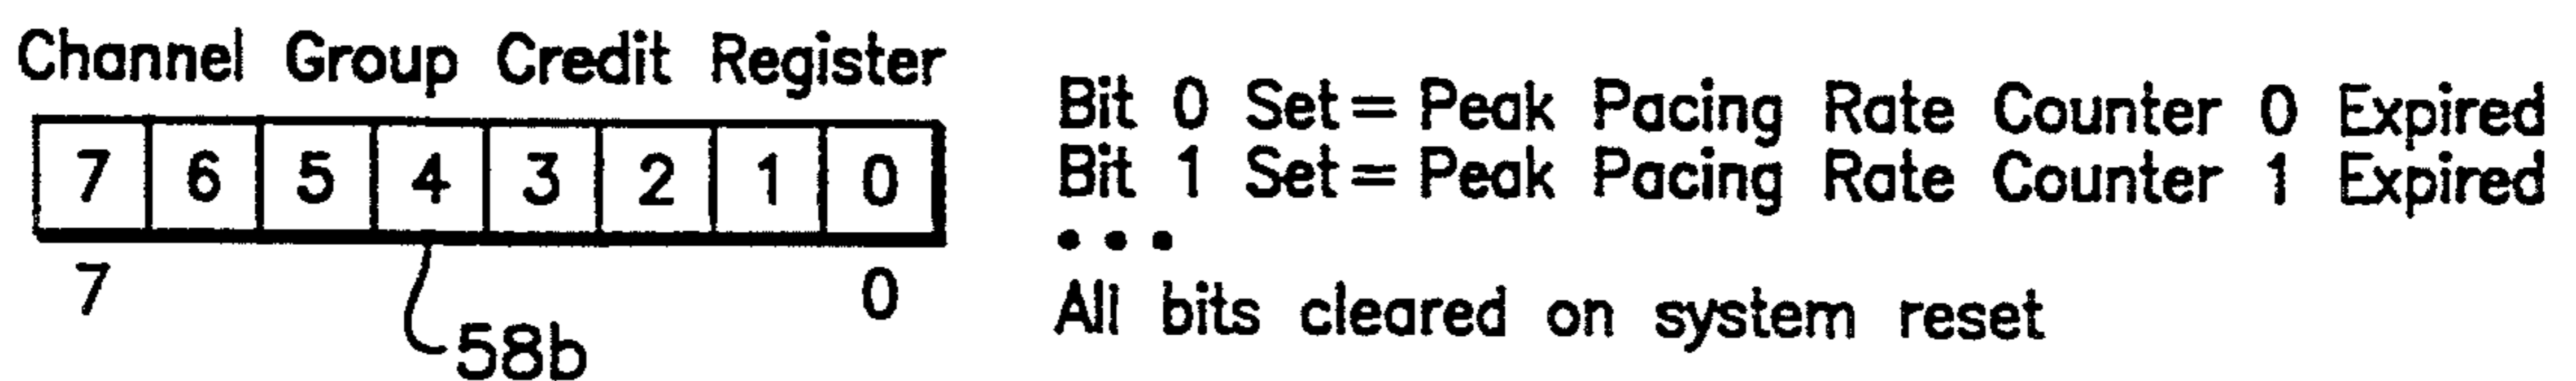 Channel Group Credit Register
7 6 5 4 3 2 1 0
7 0
58b
Bit 0 Set = Peak Pacing Rate Counter 0 Expired
Bit 1 Set = Peak Pacing Rate Counter 1 Expired
• • •
All bits cleared on system reset